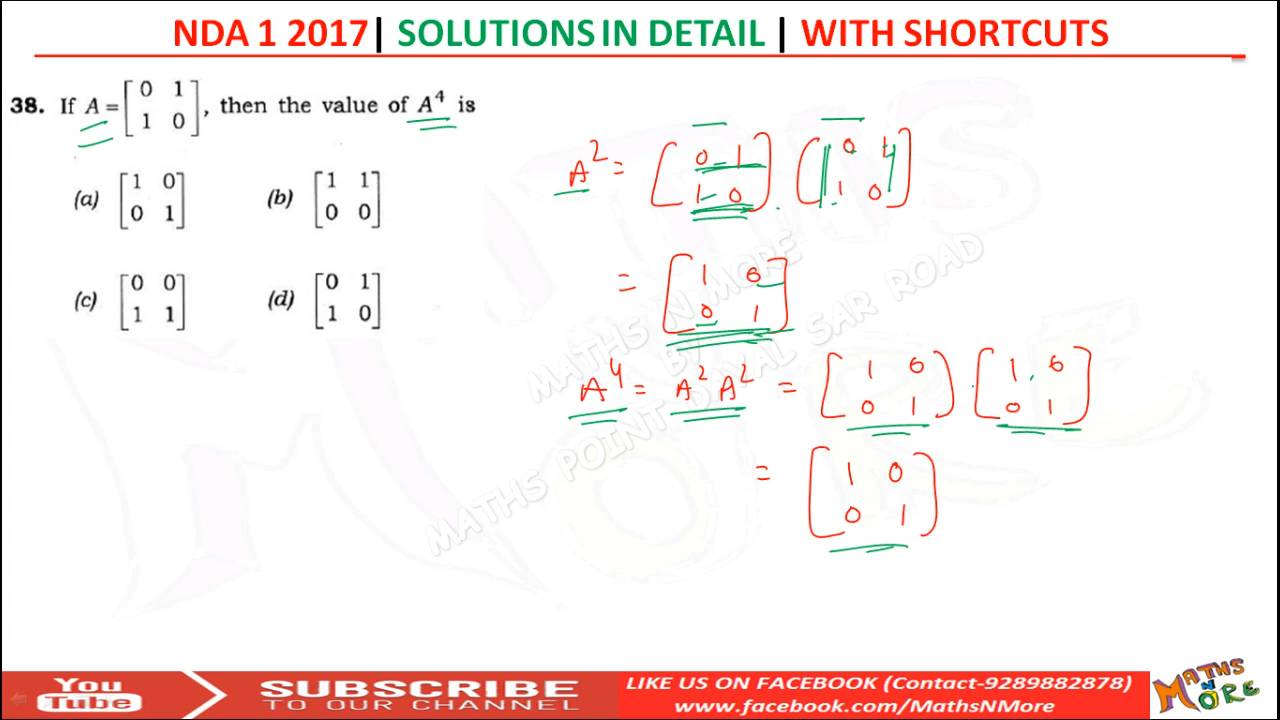 NDA 1 2017| SOLUTIONS IN DETAIL | WITH SHORTCUTS
38. If A = [0 1
1 0], then the value of A⁴ is
(a) [1 0
0 1]
(b) [1 1
0 0]
(c) [0 0
1 1]
(d) [0 1
1 0]
A² = [0 1
1 0] . [0 1
1 0]
= [1 0
0 1]
A⁴ = A² A² = [1 0
0 1] . [1 0
0 1]
= [1 0
0 1]
MATHS N MORE
BY
MATHS POINT DAYAL SAR ROAD
You
Tube
SUBSCRIBE
TO OUR CHANNEL
LIKE US ON FACEBOOK (Contact-9289882878)
www.facebook.com/MathsNMore
MATHS
N
MORE